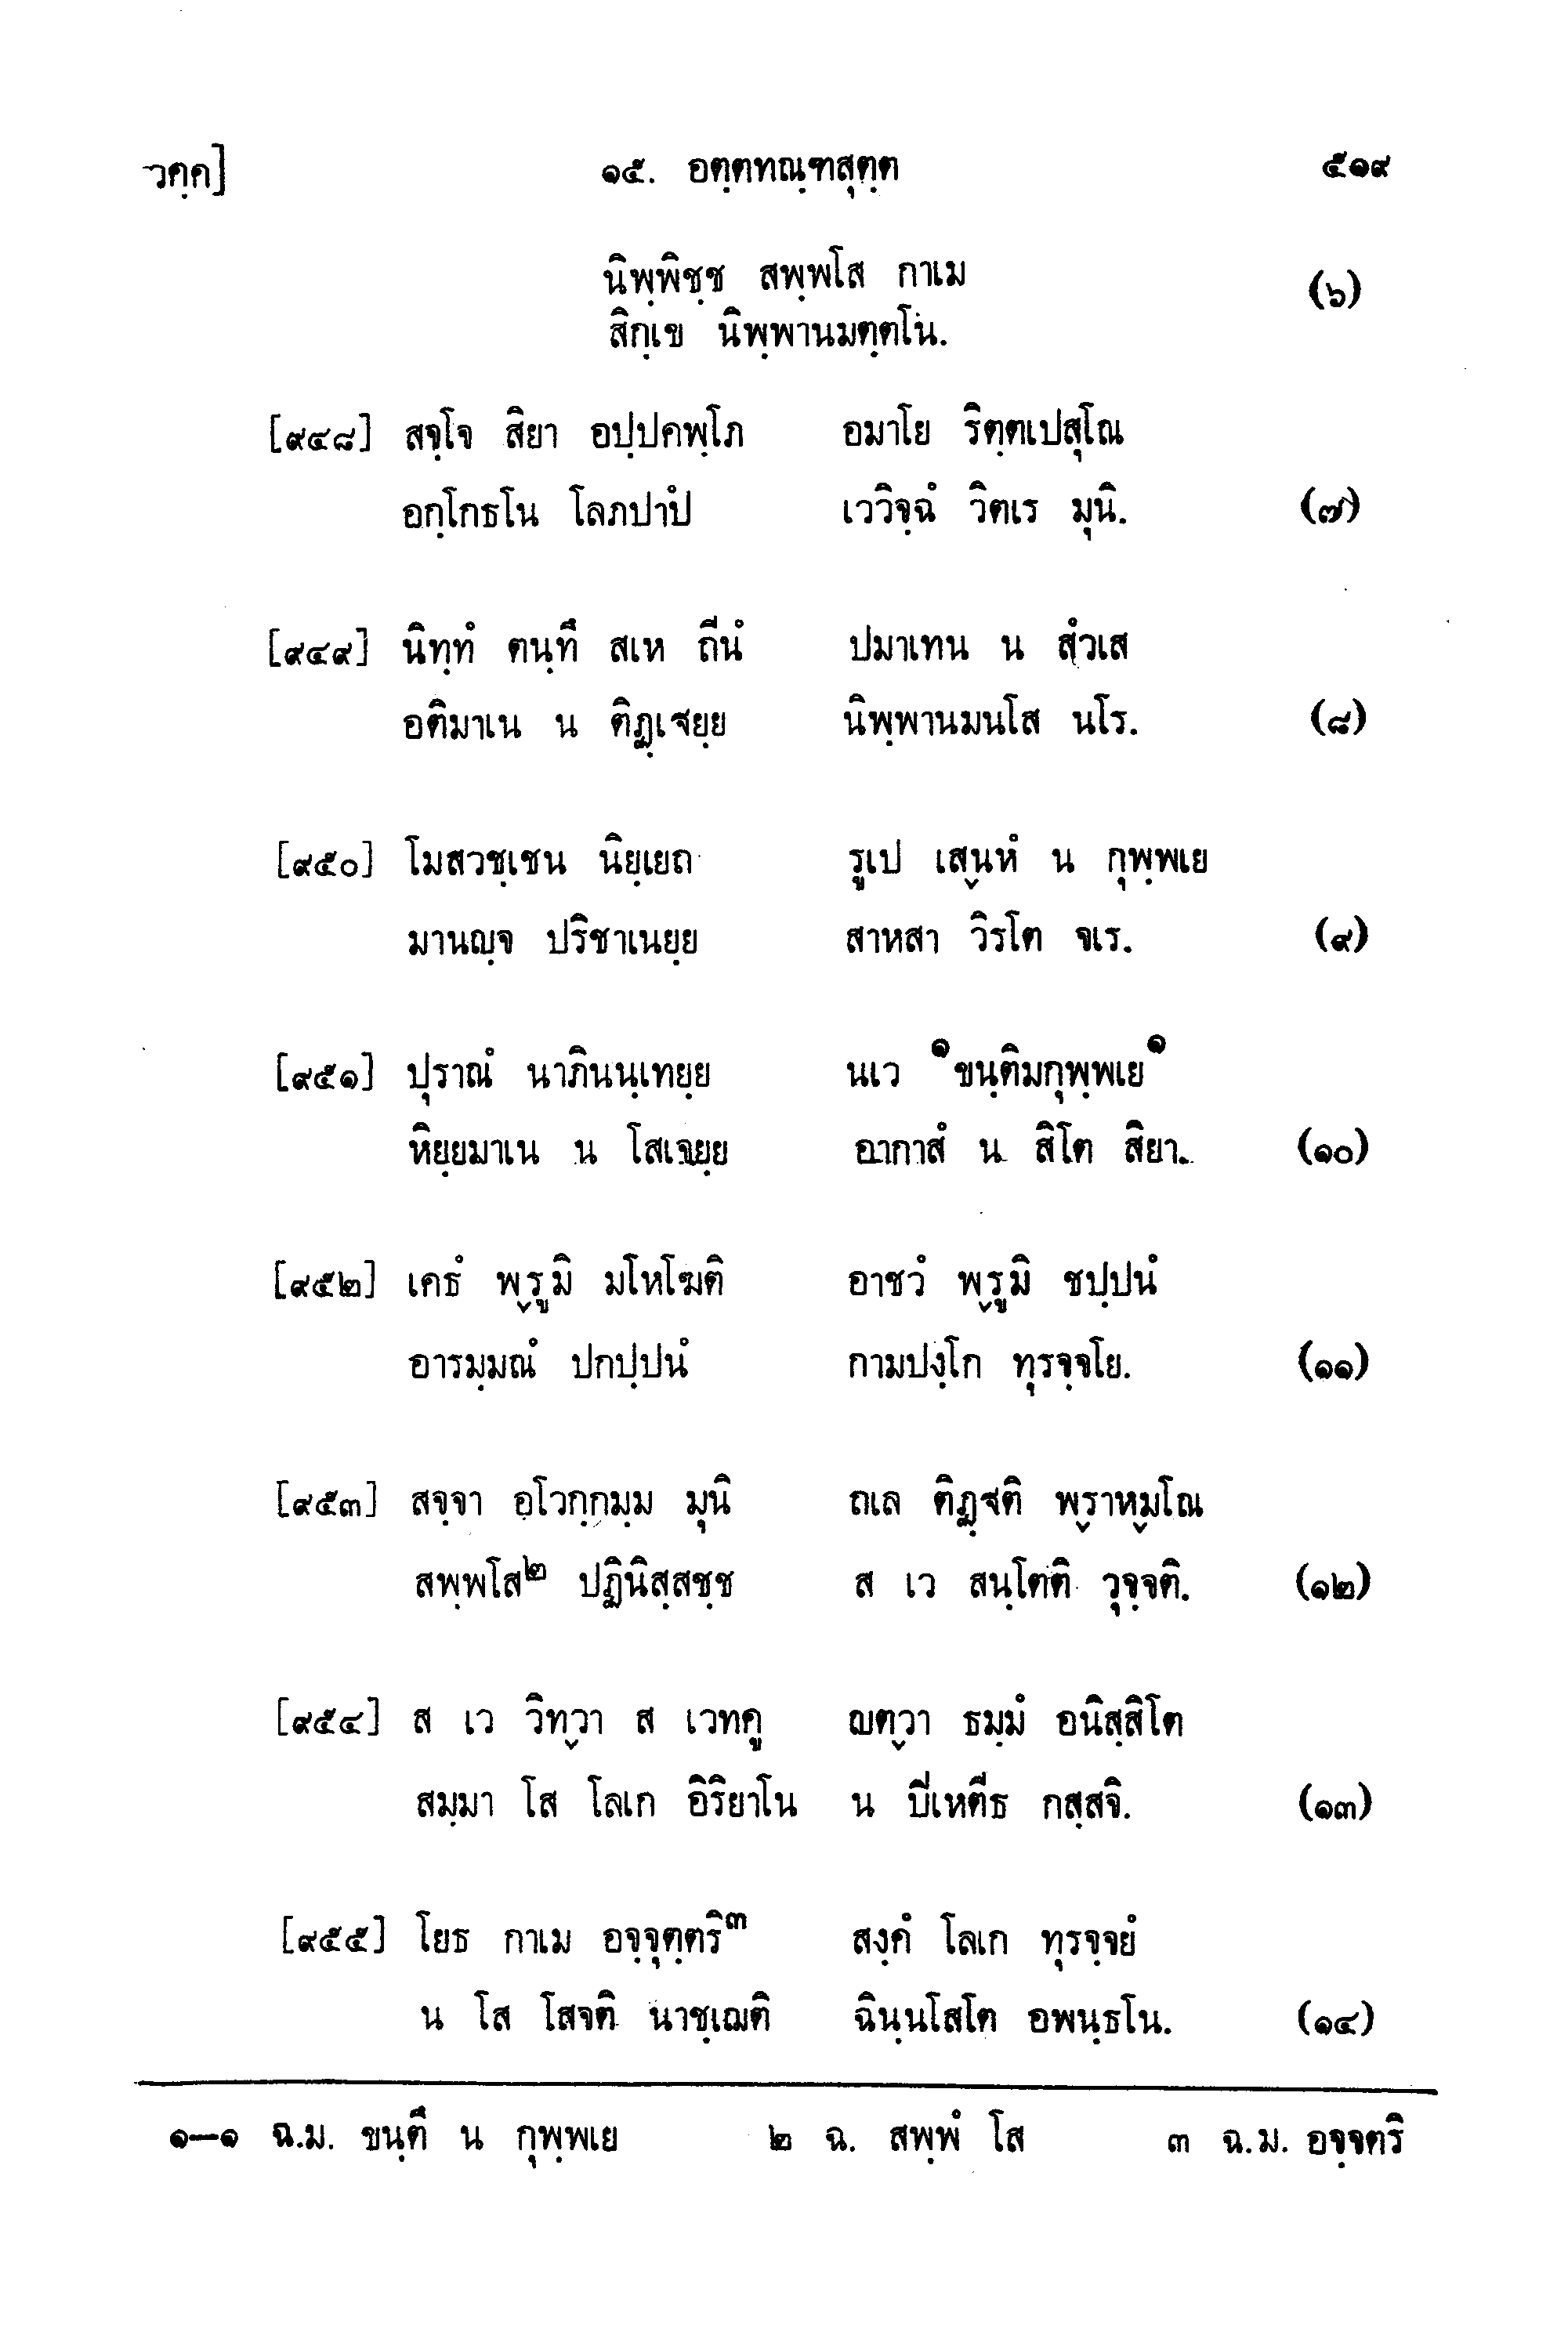 วคฺค] ๑๕. อตฺตทณฺฑสุตฺต ๕๑๙
นิพฺพิชฺช สพฺพโส กาเม (๖)
สิกฺเข นิพฺพานมตฺตโน.
[๙๔๘] สจฺโจ สิยา อปฺปคพฺโภ อมาโย ริตฺตเปสุโณ
อกฺโกธโน โลภปาปํ เววิจฺฉํ วิตเร มุนิ. (๗)
[๙๔๙] นิทฺทํ ตนฺทึ สเห ถีนํ ปมาเทน น สํวเส
อติมาเน น ติฏฺเฐยฺย นิพฺพานมนโส นโร. (๘)
[๙๕๐] โมสวชฺเชน นิยฺเยถ รูเป เสฺนหํ น กุพฺพเย
มานญฺจ ปริชาเนยฺย สาหสา วิรโต จเร. (๙)
[๙๕๑] ปุราณํ นาภินนฺเทยฺย นเว ๑ขนฺติมกุพฺพเย๑
หิยฺยมาเน น โสเจยฺย อากาสํ น สิโต สิยา. (๑๐)
[๙๕๒] เคธํ พฺรูมิ มโหโฆติ อาชวํ พฺรูมิ ชปฺปนํ
อารมฺมณํ ปกปฺปนํ กามปงฺโก ทุรจฺจโย. (๑๑)
[๙๕๓] สจฺจา อโวกฺกมฺม มุนิ ถเล ติฏฺฐติ พฺราหฺมโณ
สพฺพโส๒ ปฏินิสฺสชฺช ส เว สนฺโตติ วุจฺจติ. (๑๒)
[๙๕๔] ส เว วิทฺวา ส เวทคู ญตฺวา ธมฺมํ อนิสฺสิโต
สมฺมา โส โลเก อิริยาโน น ปิเหตีธ กสฺสจิ. (๑๓)
[๙๕๕] โยธ กาเม อจฺจุตฺตริ๓ สงฺคํ โลเก ทุรจฺจยํ
น โส โสจติ นาชฺเฌติ ฉินฺนโสโต อพนฺธโน. (๑๔)
๑—๑ ฉ.ม. ขนฺตึ น กุพฺพเย ๒ ฉ. สพฺพํ โส ๓ ฉ.ม. อจฺจตริ